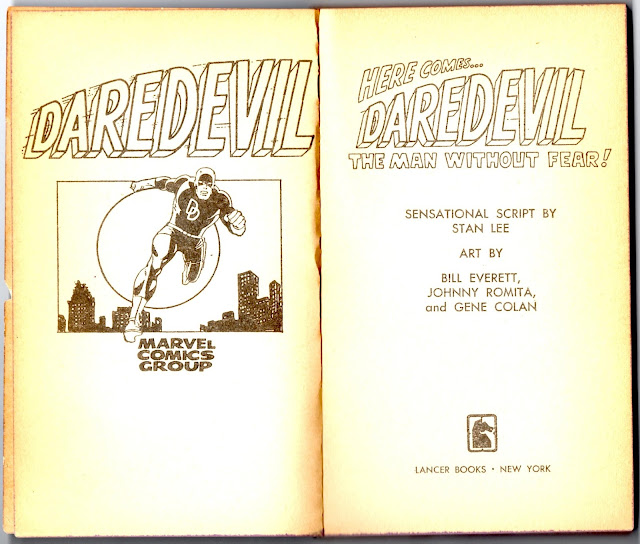 DAREDEVIL
DD
MARVEL
COMICS
GROUP
HERE COMES...
DAREDEVIL
THE MAN WITHOUT FEAR!
SENSATIONAL SCRIPT BY
STAN LEE
ART BY
BILL EVERETT,
JOHNNY ROMITA,
and GENE COLAN
LANCER BOOKS • NEW YORK